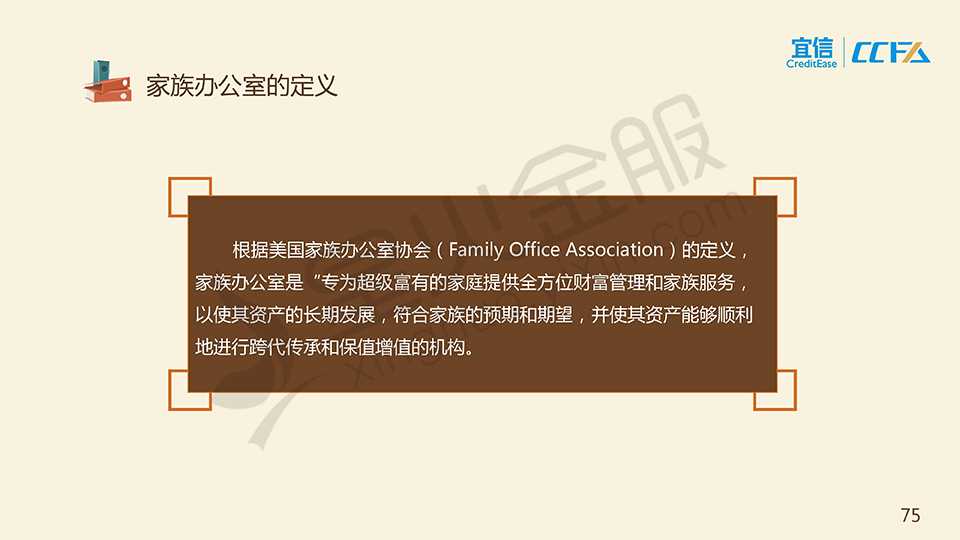 宜信
CreditEase
CCFA
家族办公室的定义
根据美国家族办公室协会（Family Office Association）的定义，
家族办公室是“专为超级富有的家庭提供全方位财富管理和家族服务，
以使其资产的长期发展，符合家族的预期和期望，并使其资产能够顺利
地进行跨代传承和保值增值的机构。
75